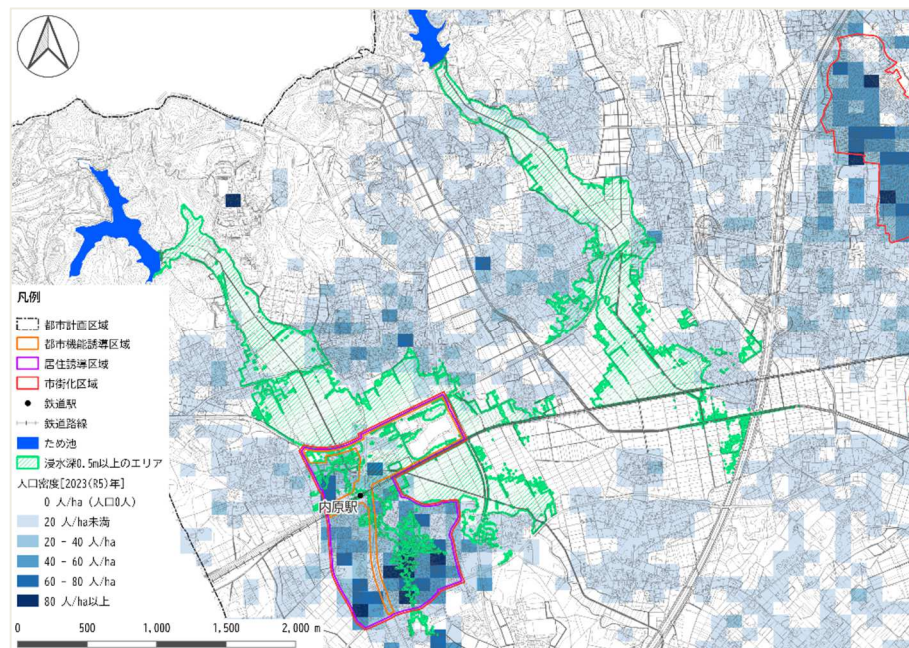 凡例
都市計画区域
都市機能誘導区域
居住誘導区域
市街化区域
鉄道駅
鉄道路線
ため池
浸水深0.5m以上のエリア
人口密度[2023(R5)年]
0 人/ha (人口0人)
20 人/ha未満
20 - 40 人/ha
40 - 60 人/ha
60 - 80 人/ha
80 人/ha以上
0 500 1,000 1,500 2,000 m
内原駅